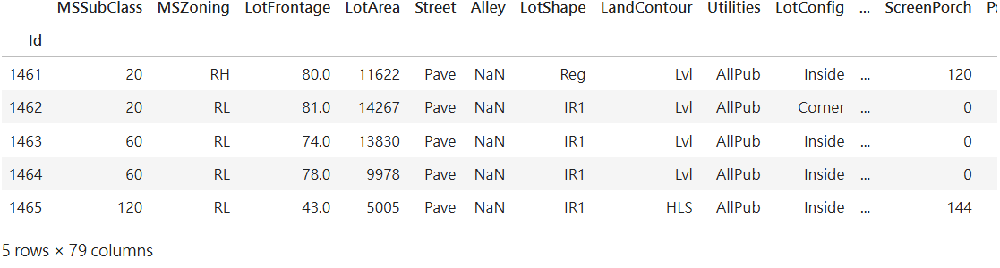 MSSubClass MSZoning LotFrontage LotArea Street Alley LotShape LandContour Utilities LotConfig ... ScreenPorch
Id
1461 20 RH 80.0 11622 Pave NaN Reg Lvl AllPub Inside ... 120
1462 20 RL 81.0 14267 Pave NaN IR1 Lvl AllPub Corner ... 0
1463 60 RL 74.0 13830 Pave NaN IR1 Lvl AllPub Inside ... 0
1464 60 RL 78.0 9978 Pave NaN IR1 Lvl AllPub Inside ... 0
1465 120 RL 43.0 5005 Pave NaN IR1 HLS AllPub Inside ... 144
5 rows × 79 columns